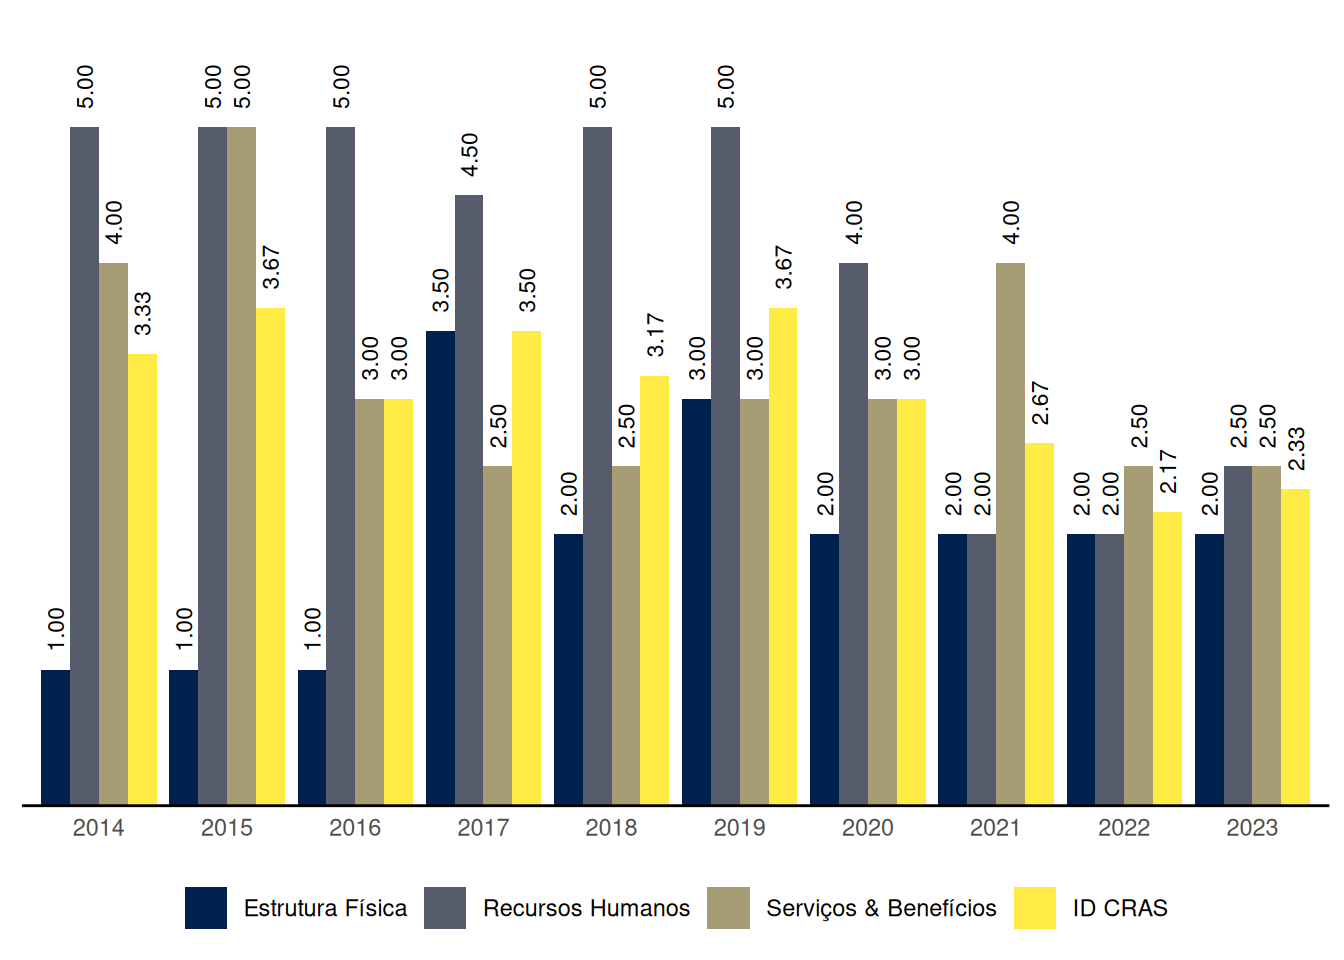 1.00 5.00 4.00 3.33
1.00 5.00 5.00 3.67
1.00 5.00 3.00 3.00
3.50 4.50 2.50 3.50
2.00 5.00 2.50 3.17
3.00 5.00 3.00 3.67
2.00 4.00 3.00 3.00
2.00 2.00 4.00 2.67
2.00 2.00 2.50 2.17
2.00 2.50 2.50 2.33
2014 2015 2016 2017 2018 2019 2020 2021 2022 2023
Estrutura Física Recursos Humanos Serviços & Benefícios ID CRAS